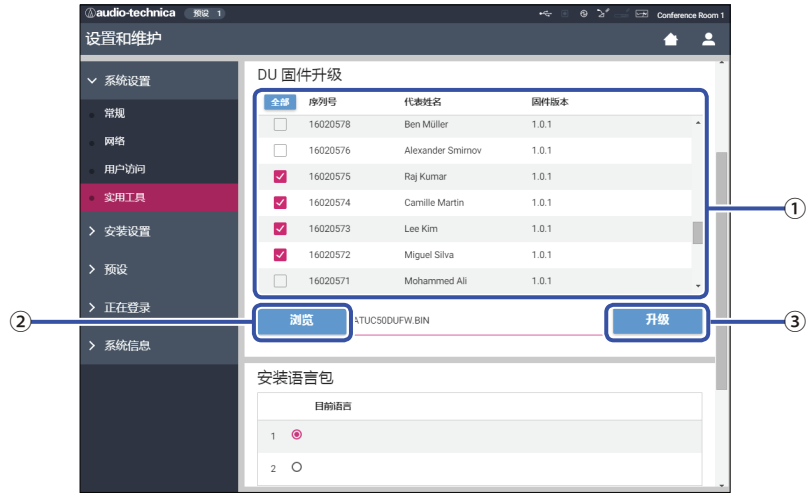 audio-technica 预设 1 Conference Room 1
设置和维护
系统设置
常规
网络
用户访问
实用工具
安装设置
预设
正在登录
系统信息
DU 固件升级
全部 序列号 代表姓名 固件版本
16020578 Ben Müller 1.0.1
16020576 Alexander Smirnov 1.0.1
16020575 Raj Kumar 1.0.1
16020574 Camille Martin 1.0.1
16020573 Lee Kim 1.0.1
16020572 Miguel Silva 1.0.1
16020571 Mohammed Ali 1.0.1
①
② 浏览 ATUC50DUFW.BIN 升级 ③
安装语言包
目前语言
1
2